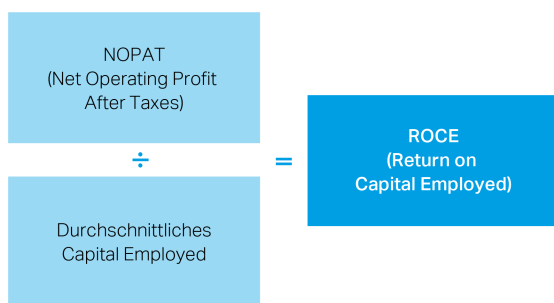 NOPAT
(Net Operating Profit
After Taxes)
÷
=
ROCE
(Return on
Capital Employed)
Durchschnittliches
Capital Employed